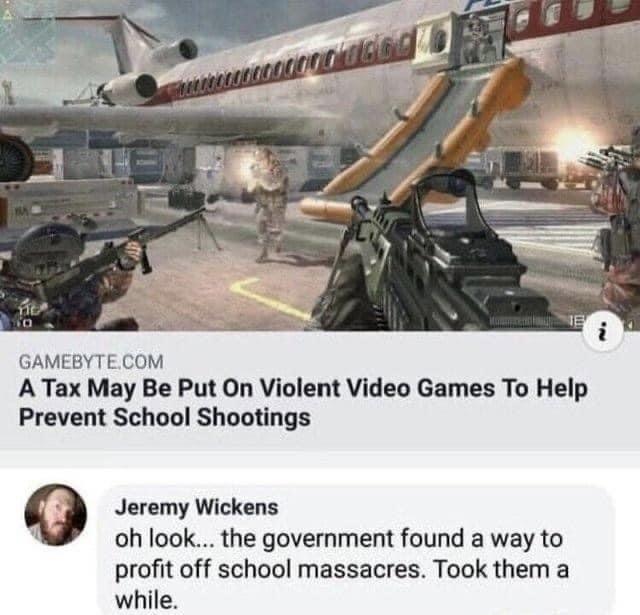 GAMEBYTE.COM
A Tax May Be Put On Violent Video Games To Help
Prevent School Shootings
Jeremy Wickens
oh look... the government found a way to
profit off school massacres. Took them a
while.